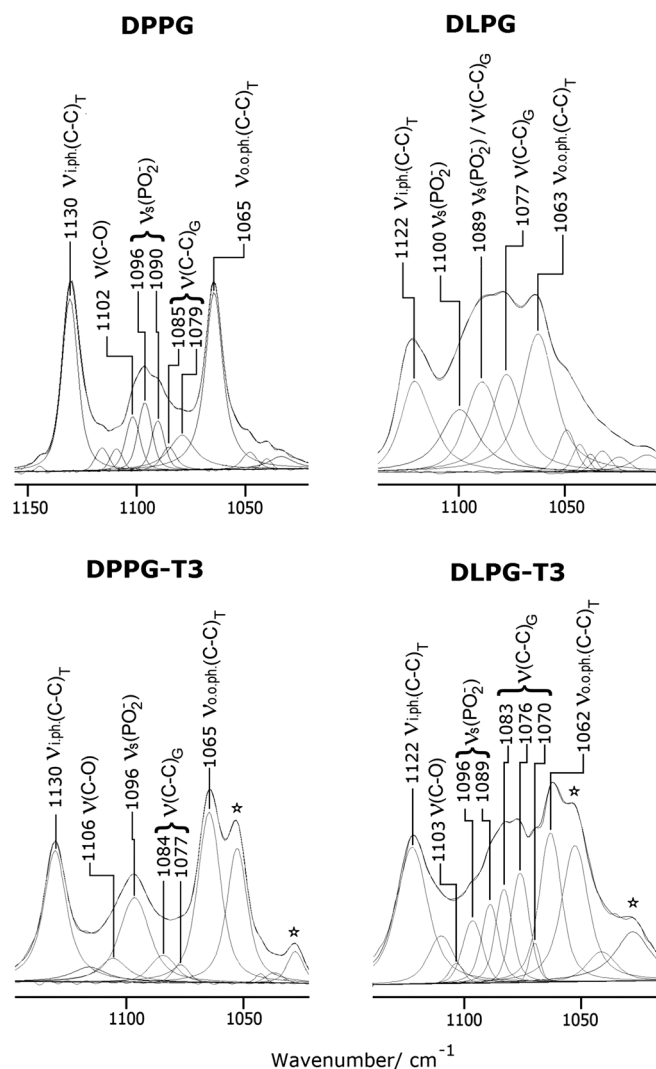 DPPG
1130 νi.ph.(C-C)T
1102 ν(C-O)
1096
1090
νs(PO2-)
1085
1079
ν(C-C)G
1065 νo.o.ph.(C-C)T
1150 1100 1050
DLPG
1122 νi.ph.(C-C)T
1100 νs(PO2-)
1089 νs(PO2-) / ν(C-C)G
1077 ν(C-C)G
1063 νo.o.ph.(C-C)T
1100 1050
DPPG-T3
1130 νi.ph.(C-C)T
1106 ν(C-O)
1096 νs(PO2-)
1084
1077
ν(C-C)G
1065 νo.o.ph.(C-C)T
☆
☆
1100 1050
DLPG-T3
1122 νi.ph.(C-C)T
1103 ν(C-O)
1096
1089
νs(PO2-)
1083
1076
1070
ν(C-C)G
1062 νo.o.ph.(C-C)T
☆
☆
1100 1050
Wavenumber/ cm-1